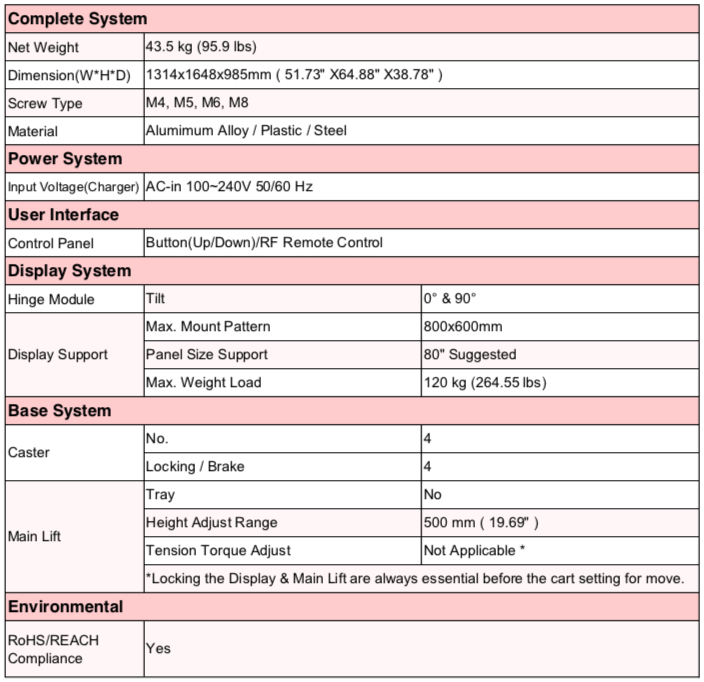 Complete System
Net Weight 43.5 kg (95.9 lbs)
Dimension(W*H*D) 1314x1648x985mm ( 51.73" X64.88" X38.78" )
Screw Type M4, M5, M6, M8
Material Alumimum Alloy / Plastic / Steel
Power System
Input Voltage(Charger) AC-in 100~240V 50/60 Hz
User Interface
Control Panel Button(Up/Down)/RF Remote Control
Display System
Hinge Module Tilt 0° & 90°
Display Support
Max. Mount Pattern 800x600mm
Panel Size Support 80" Suggested
Max. Weight Load 120 kg (264.55 lbs)
Base System
Caster
No. 4
Locking / Brake 4
Main Lift
Tray No
Height Adjust Range 500 mm ( 19.69" )
Tension Torque Adjust Not Applicable *
*Locking the Display & Main Lift are always essential before the cart setting for move.
Environmental
RoHS/REACH
Compliance
Yes